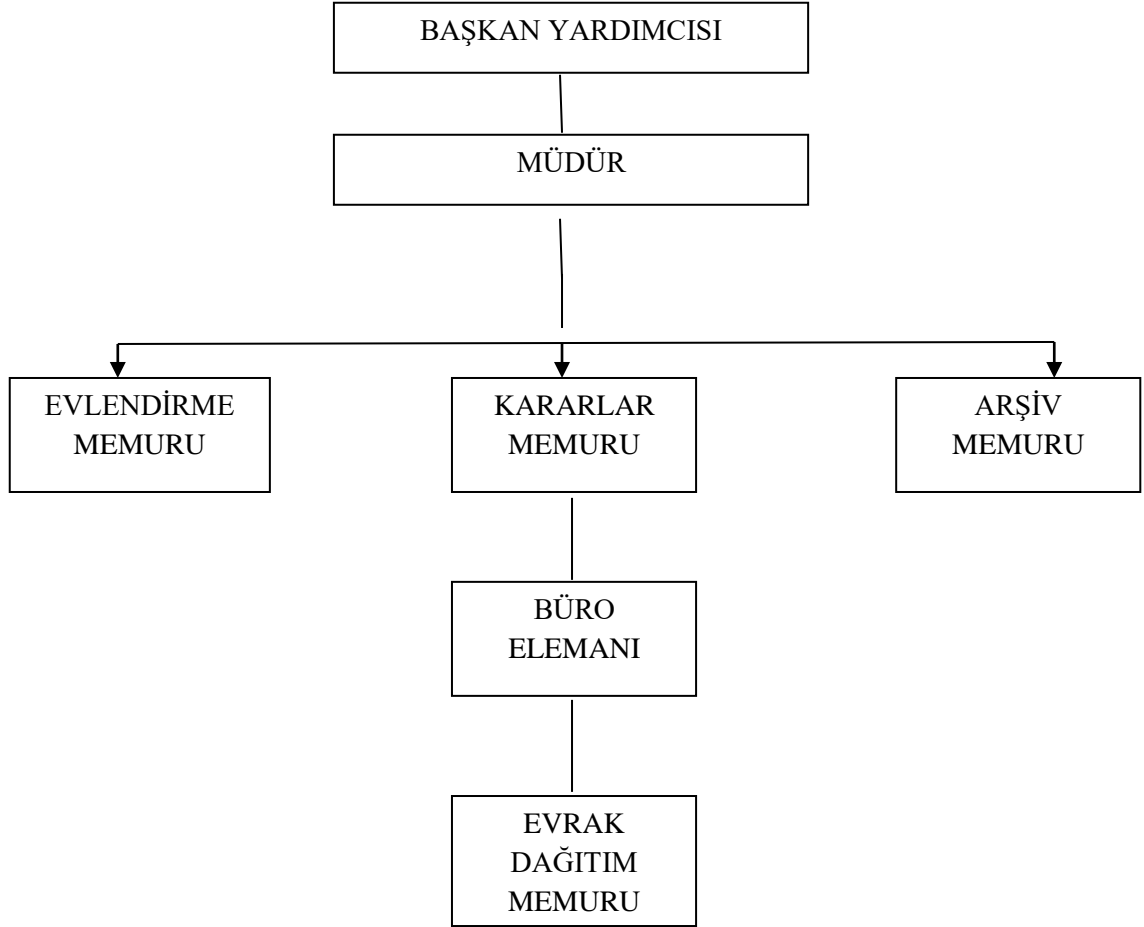 BAŞKAN YARDIMCISI
MÜDÜR
EVLENDİRME
MEMURU
KARARLAR
MEMURU
ARŞİV
MEMURU
BÜRO
ELEMANI
EVRAK
DAĞITIM
MEMURU